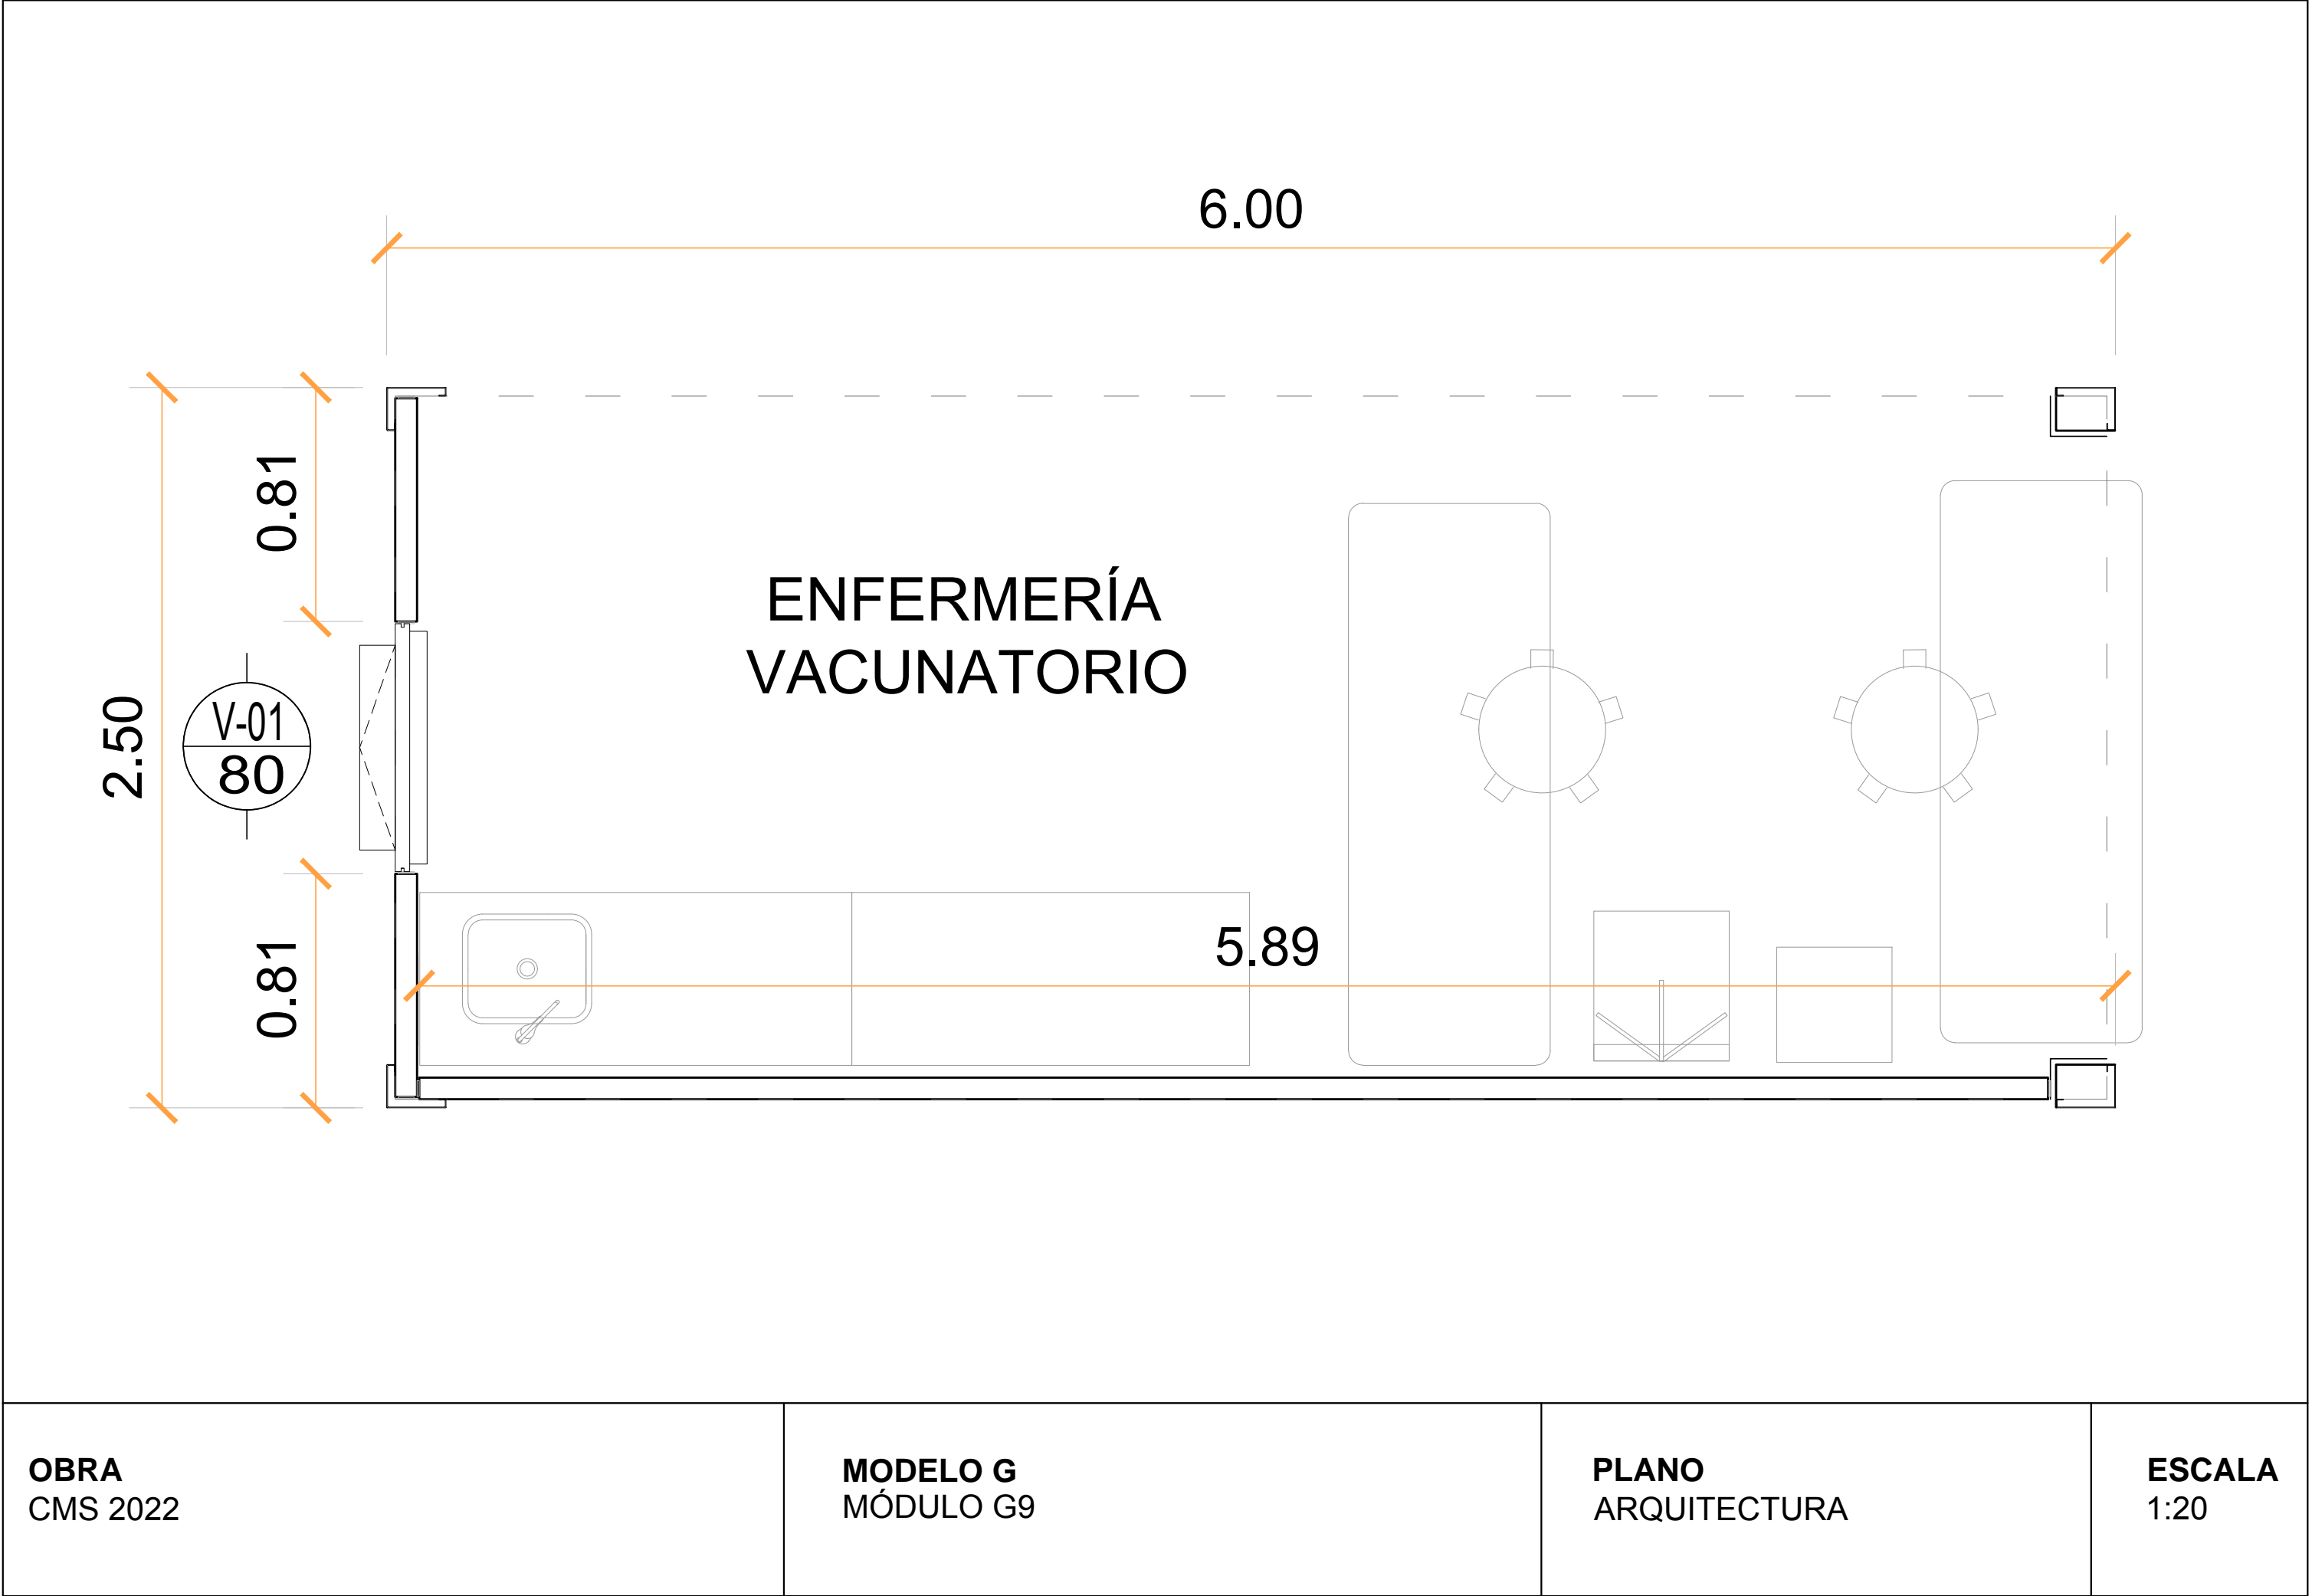 6.00
0.81
ENFERMERÍA
VACUNATORIO
2.50
V-01
80
0.81
5.89
OBRA
CMS 2022
MODELO G
MÓDULO G9
PLANO
ARQUITECTURA
ESCALA
1:20